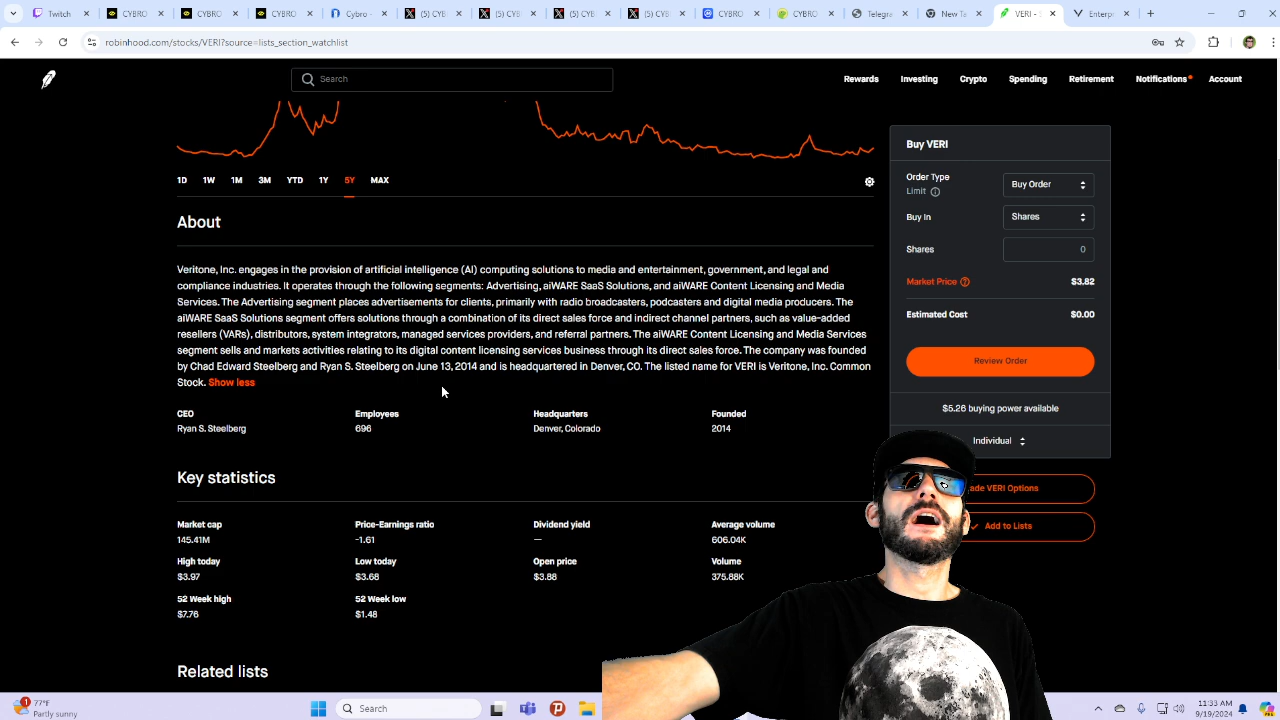 Twitch
CYBRO
CYBRO
CYBRO
Cybro
(5) CYB
(5) CYB
(5) CYB
(5) CYB
CYBRO
CYBRO
Telegra
New Ta
VERI -
Enterp
robinhood.com/stocks/VERI?source=lists_section_watchlist
Search
Rewards
Investing
Crypto
Spending
Retirement
Notifications
Account
1D
1W
1M
3M
YTD
1Y
5Y
MAX
About
Veritone, Inc. engages in the provision of artificial intelligence (AI) computing solutions to media and entertainment, government, and legal and
compliance industries. It operates through the following segments: Advertising, aiWARE SaaS Solutions, and aiWARE Content Licensing and Media
Services. The Advertising segment places advertisements for clients, primarily with radio broadcasters, podcasters and digital media producers. The
aiWARE SaaS Solutions segment offers solutions through a combination of its direct sales force and indirect channel partners, such as value-added
resellers (VARs), distributors, system integrators, managed services providers, and referral partners. The aiWARE Content Licensing and Media Services
segment sells and markets activities relating to its digital content licensing services business through its direct sales force. The company was founded
by Chad Edward Steelberg and Ryan S. Steelberg on June 13, 2014 and is headquartered in Denver, CO. The listed name for VERI is Veritone, Inc. Common
Stock. Show less
CEO
Employees
Headquarters
Founded
Ryan S. Steelberg
696
Denver, Colorado
2014
Key statistics
Market cap
Price-Earnings ratio
Dividend yield
Average volume
145.41M
-1.61
—
606.04K
High today
Low today
Open price
Volume
$3.97
$3.68
$3.88
375.88K
52 Week high
52 Week low
$7.76
$1.48
Related lists
Buy VERI
Order Type
Limit
Buy Order
Buy In
Shares
Shares
0
Market Price
$3.82
Estimated Cost
$0.00
Review Order
$5.26 buying power available
Individual
ade VERI Options
Add to Lists
1
77°F
Partly sunny
Search
11:33 AM
9/19/2024